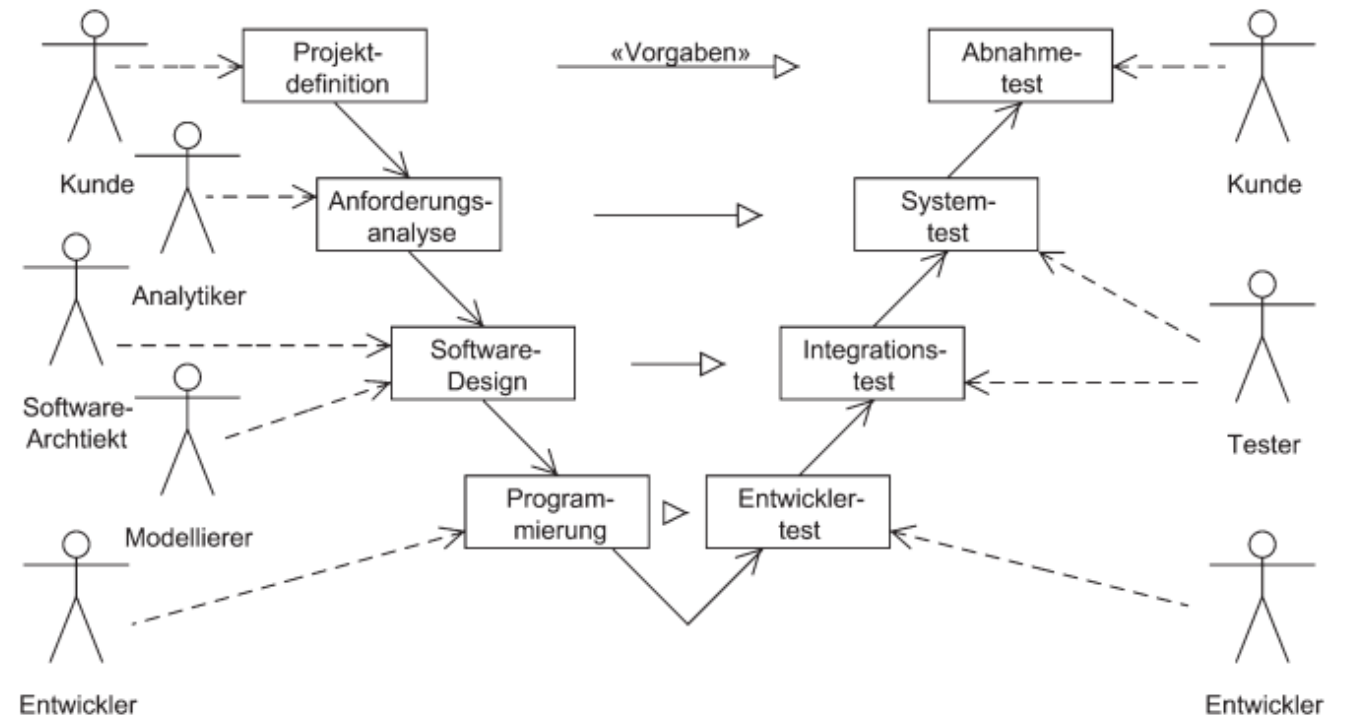 Projekt-
definition
«Vorgaben»
Abnahme-
test
Kunde
Kunde
Anforderungs-
analyse
System-
test
Analytiker
Software-
Design
Integrations-
test
Software-
Archtiekt
Tester
Program-
mierung
Entwickler-
test
Modellierer
Entwickler
Entwickler